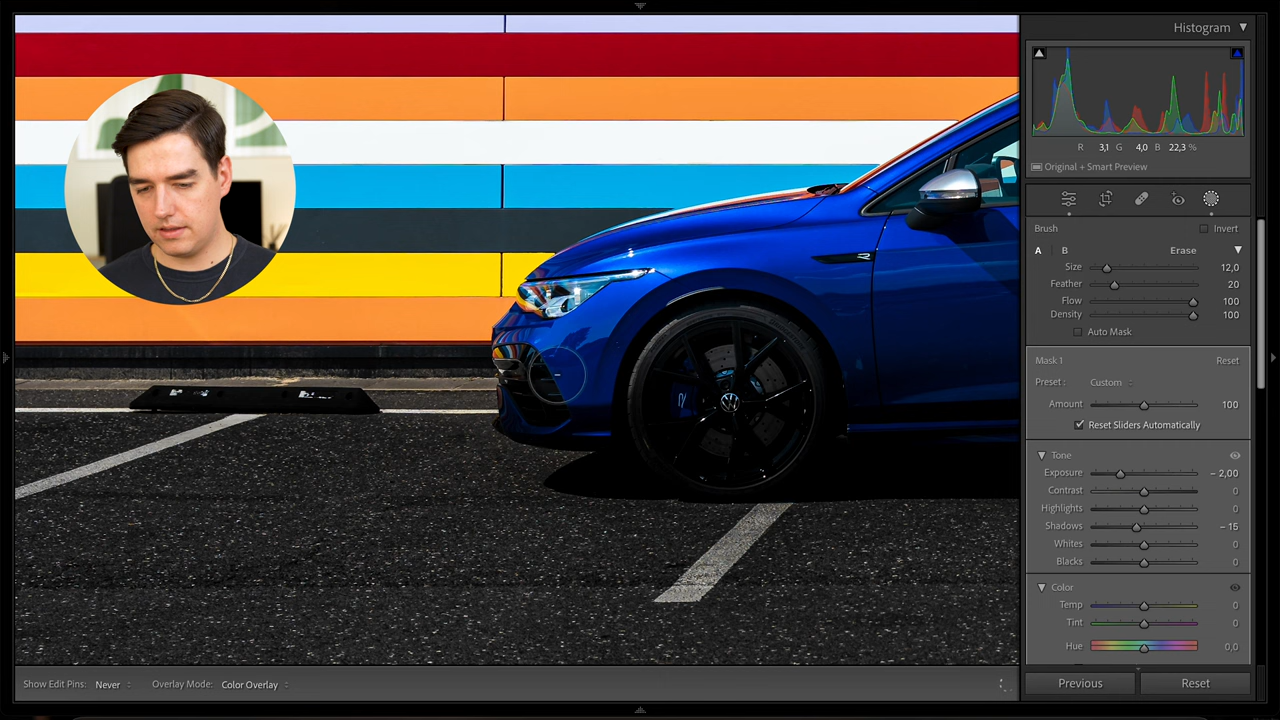 Histogram
R 3,1 G 4,0 B 22,3 %
Original + Smart Preview
Brush Invert
A B Erase
Size 12,0
Feather 20
Flow 100
Density 100
Auto Mask
Mask 1 Reset
Preset : Custom
Amount 100
Reset Sliders Automatically
Tone
Exposure – 2,00
Contrast 0
Highlights 0
Shadows – 15
Whites 0
Blacks 0
Color
Temp 0
Tint 0
Hue 0,0
Previous Reset
Show Edit Pins: Never Overlay Mode: Color Overlay